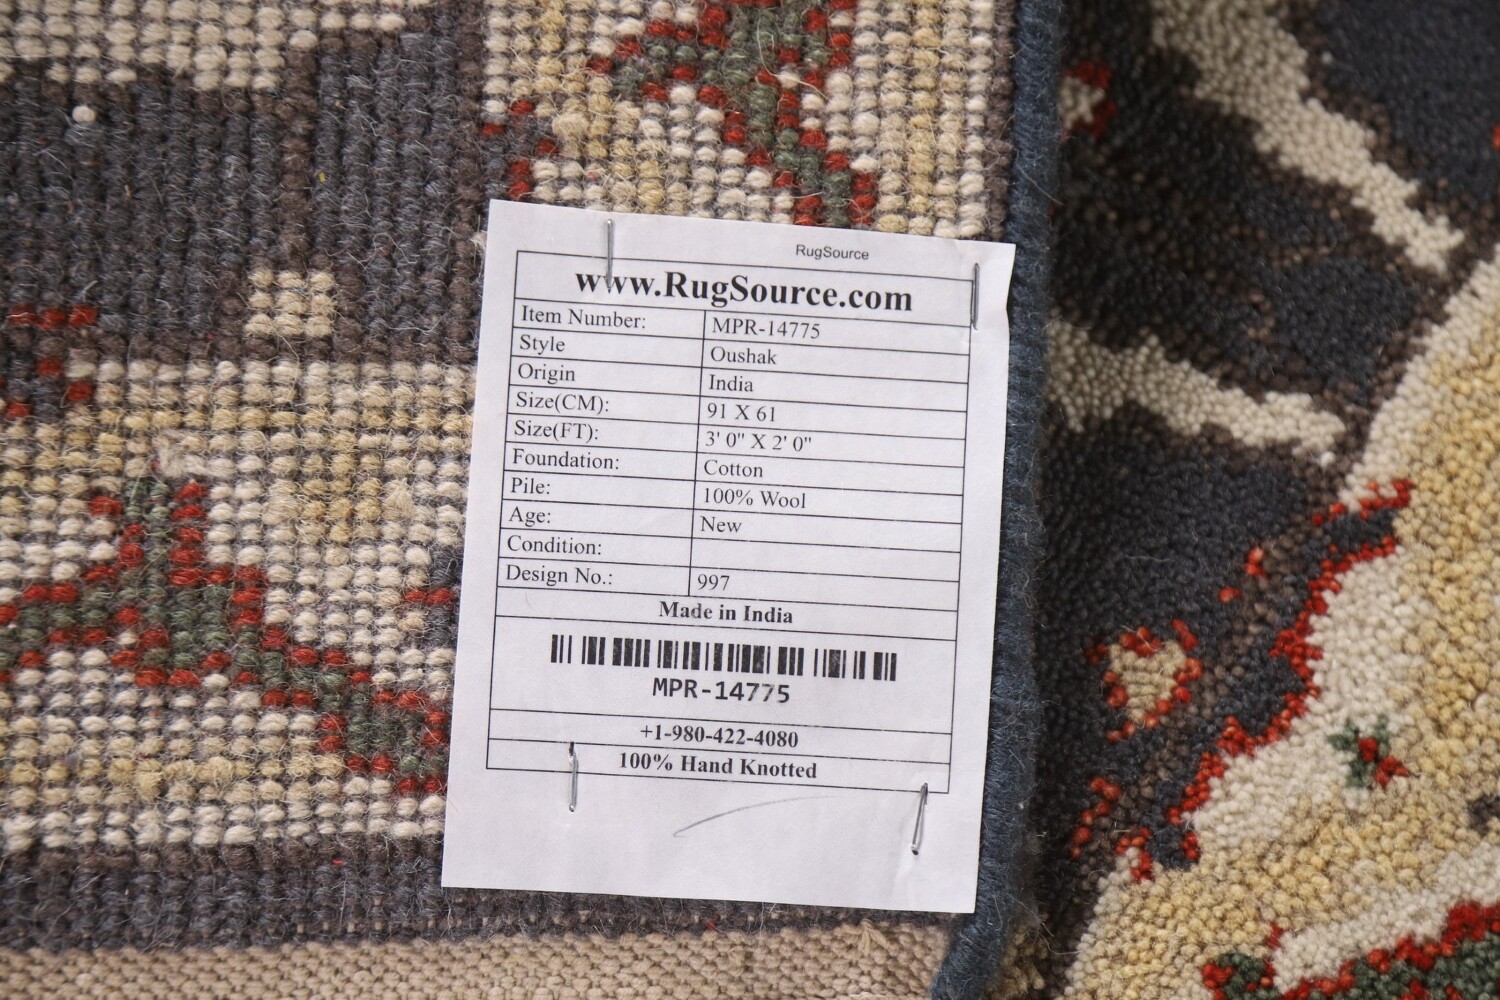 RugSource
www.RugSource.com
Item Number: MPR-14775
Style Oushak
Origin India
Size(CM): 91 X 61
Size(FT): 3' 0" X 2' 0"
Foundation: Cotton
Pile: 100% Wool
Age: New
Condition:
Design No.: 997
Made in India
MPR-14775
+1-980-422-4080
100% Hand Knotted